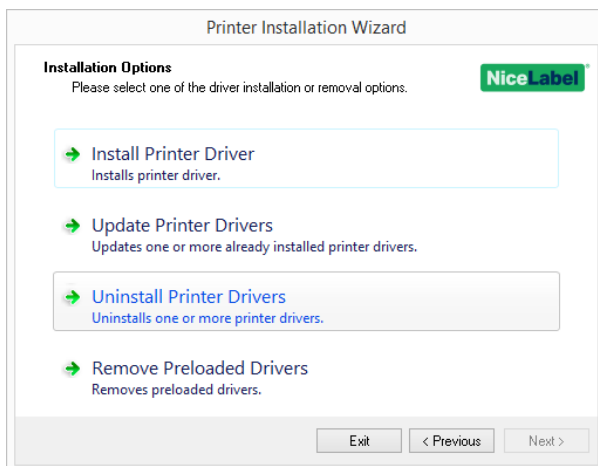 Printer Installation Wizard
Installation Options
Please select one of the driver installation or removal options.
NiceLabel
Install Printer Driver
Installs printer driver.
Update Printer Drivers
Updates one or more already installed printer drivers.
Uninstall Printer Drivers
Uninstalls one or more printer drivers.
Remove Preloaded Drivers
Removes preloaded drivers.
Exit
< Previous
Next >